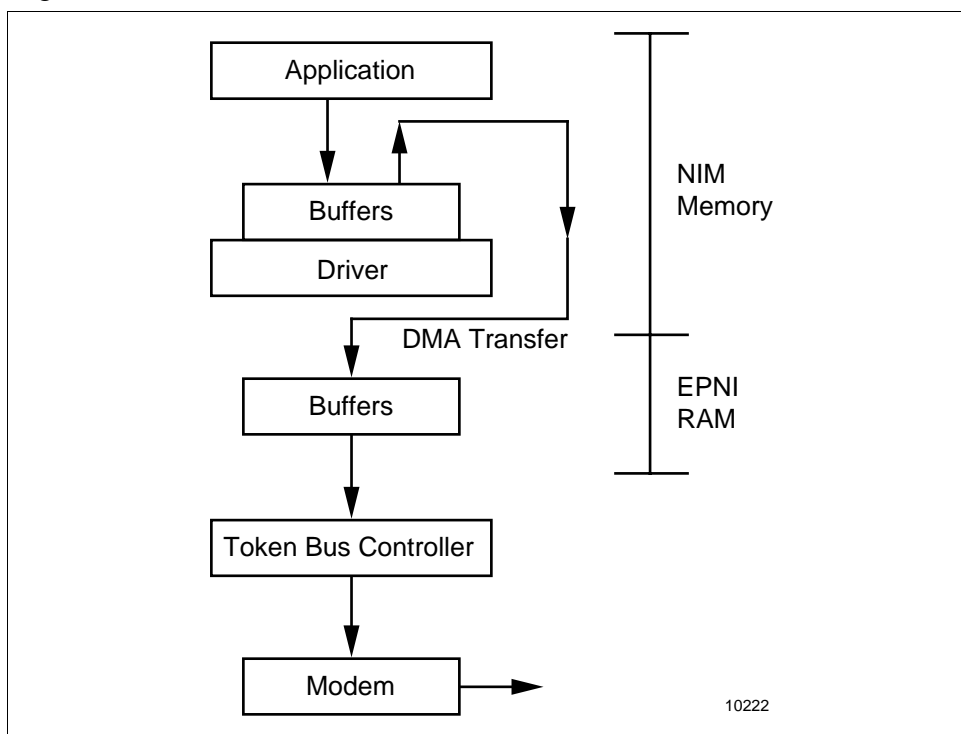 Application
Buffers
Driver
DMA Transfer
NIM
Memory
Buffers
EPNI
RAM
Token Bus Controller
Modem
10222